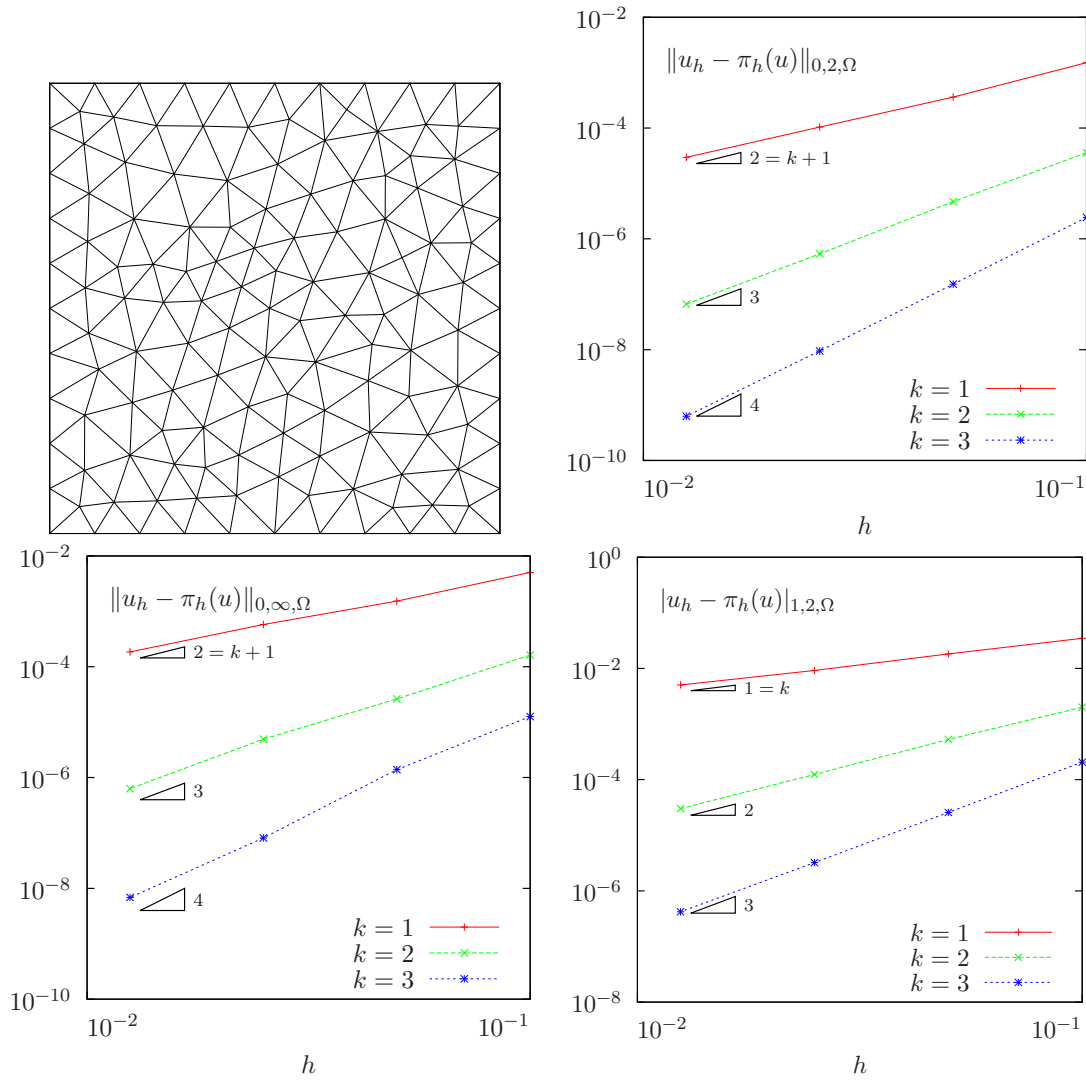 10^{-2}
‖u_h − π_h(u)‖_{0,2,Ω}
10^{-4}
2 = k + 1
10^{-6}
3
10^{-8}
4
k = 1
k = 2
k = 3
10^{-10}
10^{-2}
10^{-1}
h
10^{-2}
‖u_h − π_h(u)‖_{0,∞,Ω}
2 = k + 1
10^{-4}
10^{-6}
3
10^{-8}
4
k = 1
k = 2
k = 3
10^{-10}
10^{-2}
10^{-1}
h
10^{0}
|u_h − π_h(u)|_{1,2,Ω}
10^{-2}
1 = k
10^{-4}
2
10^{-6}
3
k = 1
k = 2
k = 3
10^{-8}
10^{-2}
10^{-1}
h